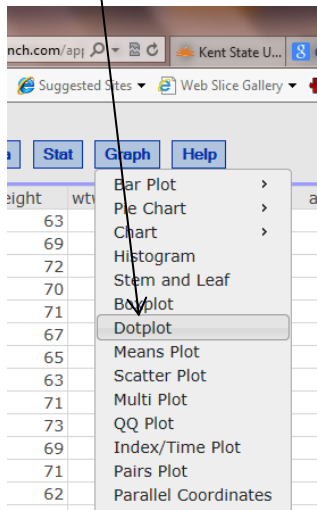 nch.com/app
Kent State U...
Suggested Sites
Web Slice Gallery
Stat Graph Help
eight wt
63 Bar Plot >
69 Pie Chart >
72 Chart >
70 Histogram
71 Stem and Leaf
67 Boxplot
65 Dotplot
63 Means Plot
71 Scatter Plot
73 Multi Plot
69 QQ Plot
71 Index/Time Plot
62 Pairs Plot
Parallel Coordinates